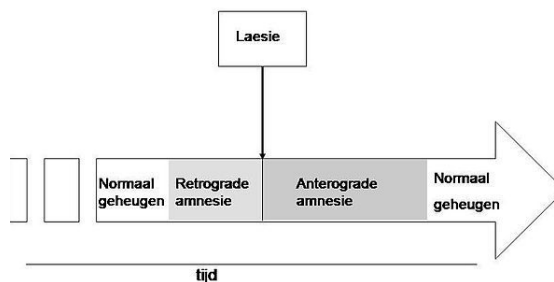 Laesie
Normaal
geheugen
Retrograde
amnesie
Anterograde
amnesie
Normaal
geheugen
tijd